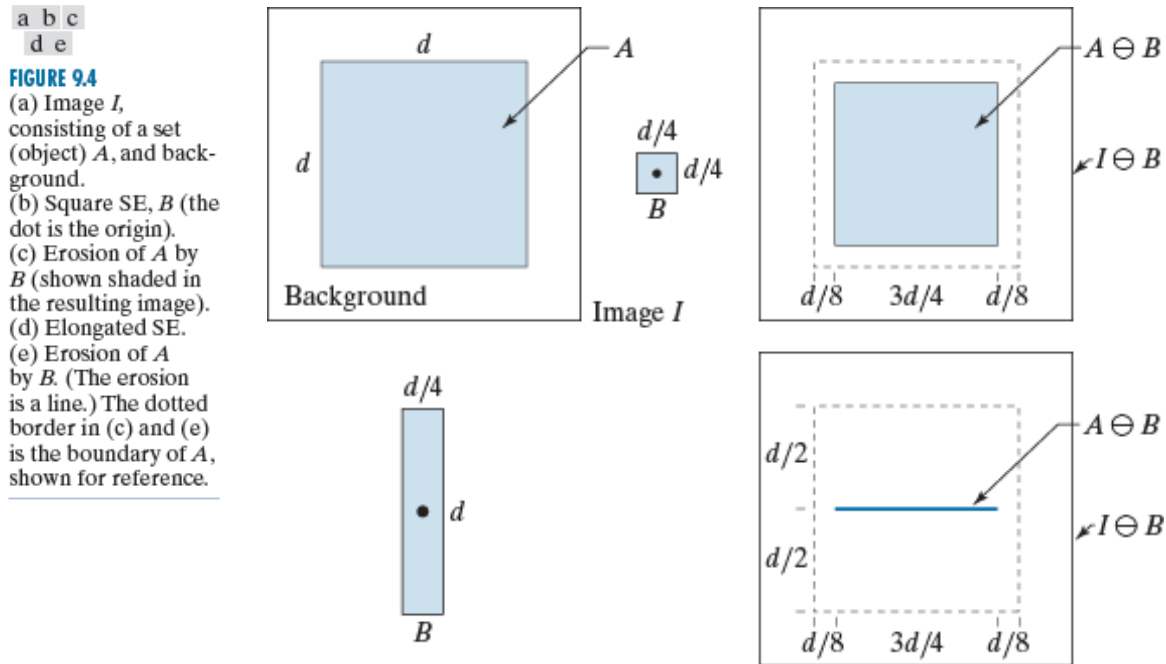 a b c
d e
FIGURE 9.4
(a) Image I,
consisting of a set
(object) A, and back-
ground.
(b) Square SE, B (the
dot is the origin).
(c) Erosion of A by
B (shown shaded in
the resulting image).
(d) Elongated SE.
(e) Erosion of A
by B. (The erosion
is a line.) The dotted
border in (c) and (e)
is the boundary of A,
shown for reference.
d
A
d
Background
d/4
d/4
B
Image I
A ⊖ B
I ⊖ B
d/8 3d/4 d/8
d/4
d
B
A ⊖ B
d/2
I ⊖ B
d/2
d/8 3d/4 d/8